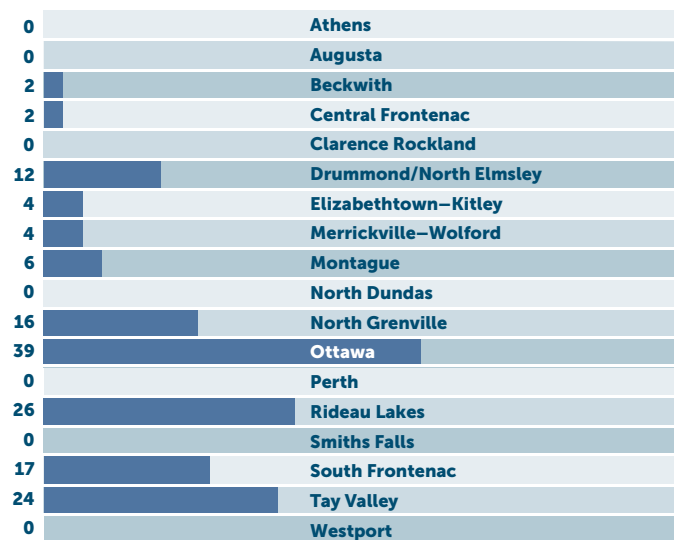 0 Athens
0 Augusta
2 Beckwith
2 Central Frontenac
0 Clarence Rockland
12 Drummond/North Elmsley
4 Elizabethtown–Kitley
4 Merrickville–Wolford
6 Montague
0 North Dundas
16 North Grenville
39 Ottawa
0 Perth
26 Rideau Lakes
0 Smiths Falls
17 South Frontenac
24 Tay Valley
0 Westport